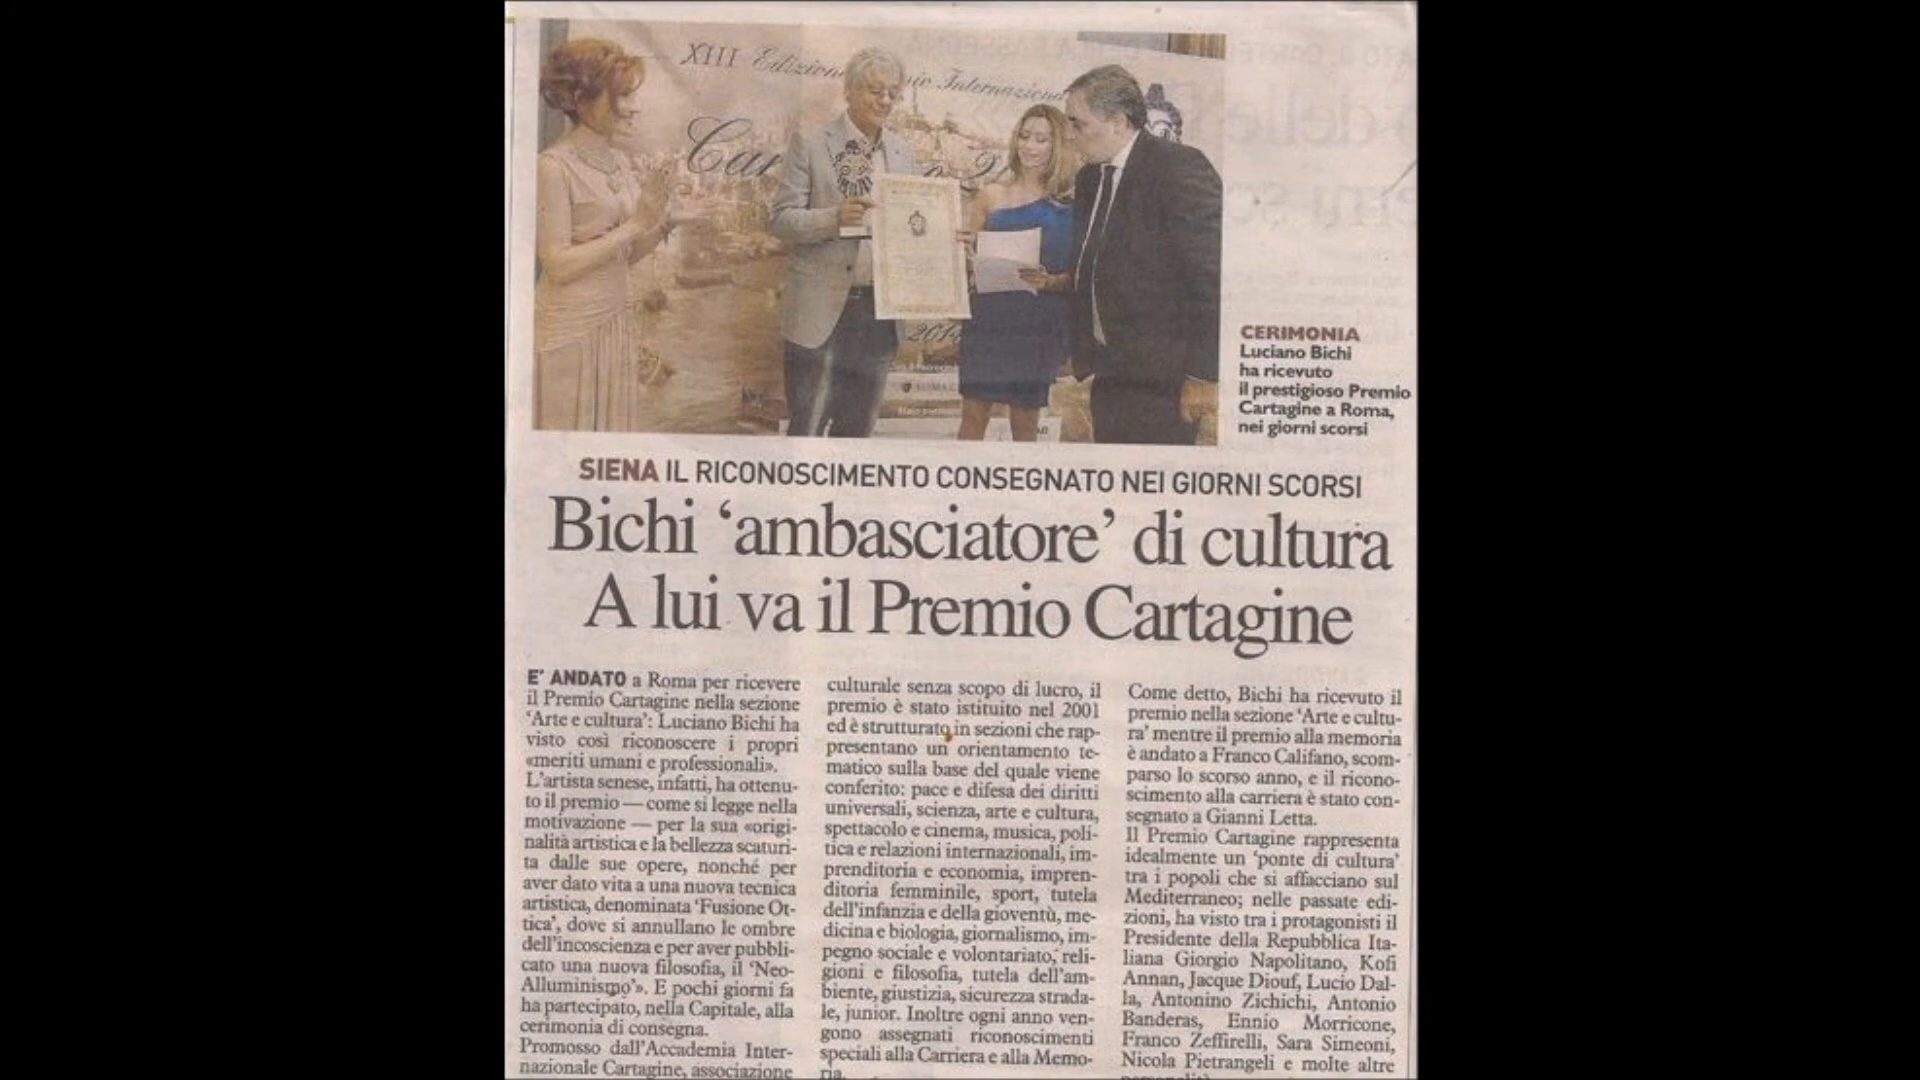 XIII Edizione
Internaziona
Car
2014
CERIMONIA
Luciano Bichi
ha ricevuto
il prestigioso Premio
Cartagine a Roma,
nei giorni scorsi
SIENA IL RICONOSCIMENTO CONSEGNATO NEI GIORNI SCORSI
Bichi ‘ambasciatore’ di cultura
A lui va il Premio Cartagine
E’ ANDATO a Roma per ricevere
il Premio Cartagine nella sezione
‘Arte e cultura’: Luciano Bichi ha
visto così riconoscere i propri
«meriti umani e professionali».
L’artista senese, infatti, ha ottenu-
to il premio — come si legge nella
motivazione — per la sua «origi-
nalità artistica e la bellezza scaturi-
ta dalle sue opere, nonché per
aver dato vita a una nuova tecnica
artistica, denominata ‘Fusione Ot-
tica’, dove si annullano le ombre
dell’incoscienza e per aver pubbli-
cato una nuova filosofia, il ‘Neo-
Alluminismo’». E pochi giorni fa
ha partecipato, nella Capitale, alla
cerimonia di consegna.
Promosso dall’Accademia Inter-
nazionale Cartagine, associazione
culturale senza scopo di lucro, il
premio è stato istituito nel 2001
ed è strutturato in sezioni che rap-
presentano un orientamento te-
matico sulla base del quale viene
conferito: pace e difesa dei diritti
universali, scienza, arte e cultura,
spettacolo e cinema, musica, poli-
tica e relazioni internazionali, im-
prenditoria e economia, impren-
ditoria femminile, sport, tutela
dell’infanzia e della gioventù, me-
dicina e biologia, giornalismo, im-
pegno sociale e volontariato, reli-
gioni e filosofia, tutela dell’am-
biente, giustizia, sicurezza strada-
le, junior. Inoltre ogni anno ven-
gono assegnati riconoscimenti
speciali alla Carriera e alla Memo-
ria.
Come detto, Bichi ha ricevuto il
premio nella sezione ‘Arte e cultu-
ra’ mentre il premio alla memoria
è andato a Franco Califano, scom-
parso lo scorso anno, e il ricono-
scimento alla carriera è stato con-
segnato a Gianni Letta.
Il Premio Cartagine rappresenta
idealmente un ‘ponte di cultura’
tra i popoli che si affacciano sul
Mediterraneo; nelle passate edi-
zioni, ha visto tra i protagonisti il
Presidente della Repubblica Ita-
liana Giorgio Napolitano, Kofi
Annan, Jacque Diouf, Lucio Dal-
la, Antonino Zichichi, Antonio
Banderas, Ennio Morricone,
Franco Zeffirelli, Sara Simeoni,
Nicola Pietrangeli e molte altre